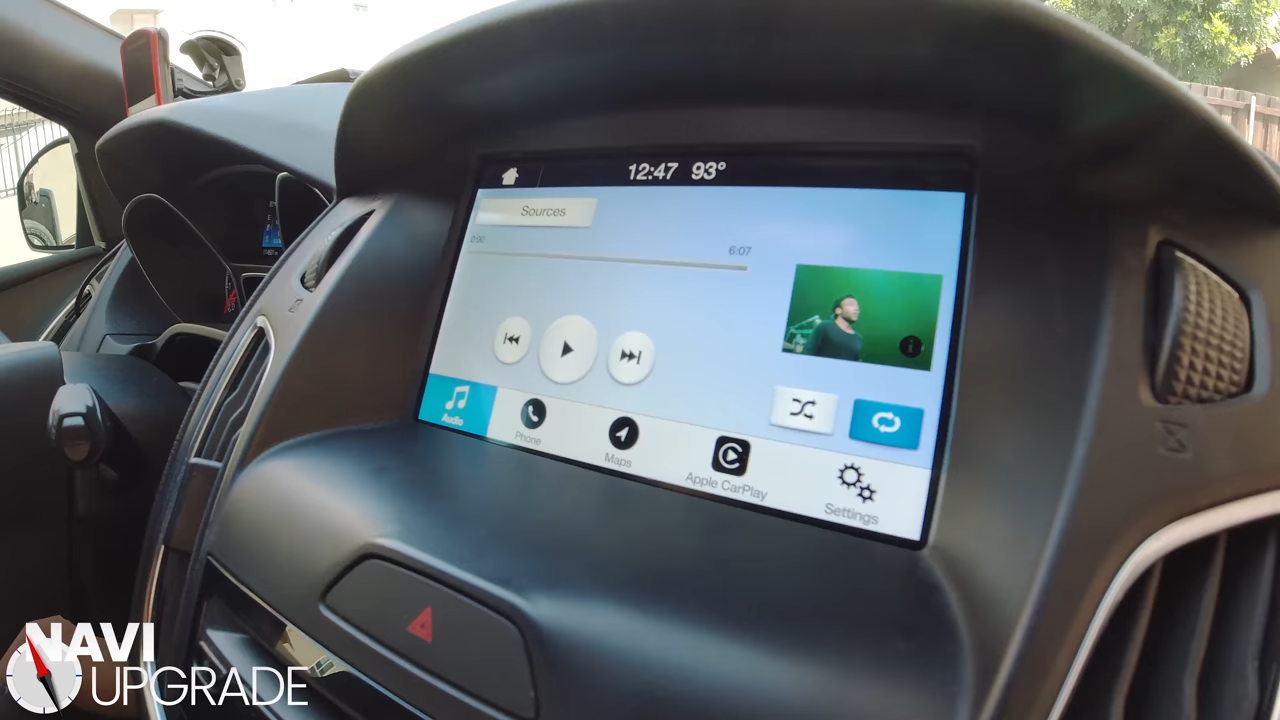 12:47 93°
Sources
0:00
6:07
Audio
Phone
Maps
Apple CarPlay
Settings
NAVI
UPGRADE